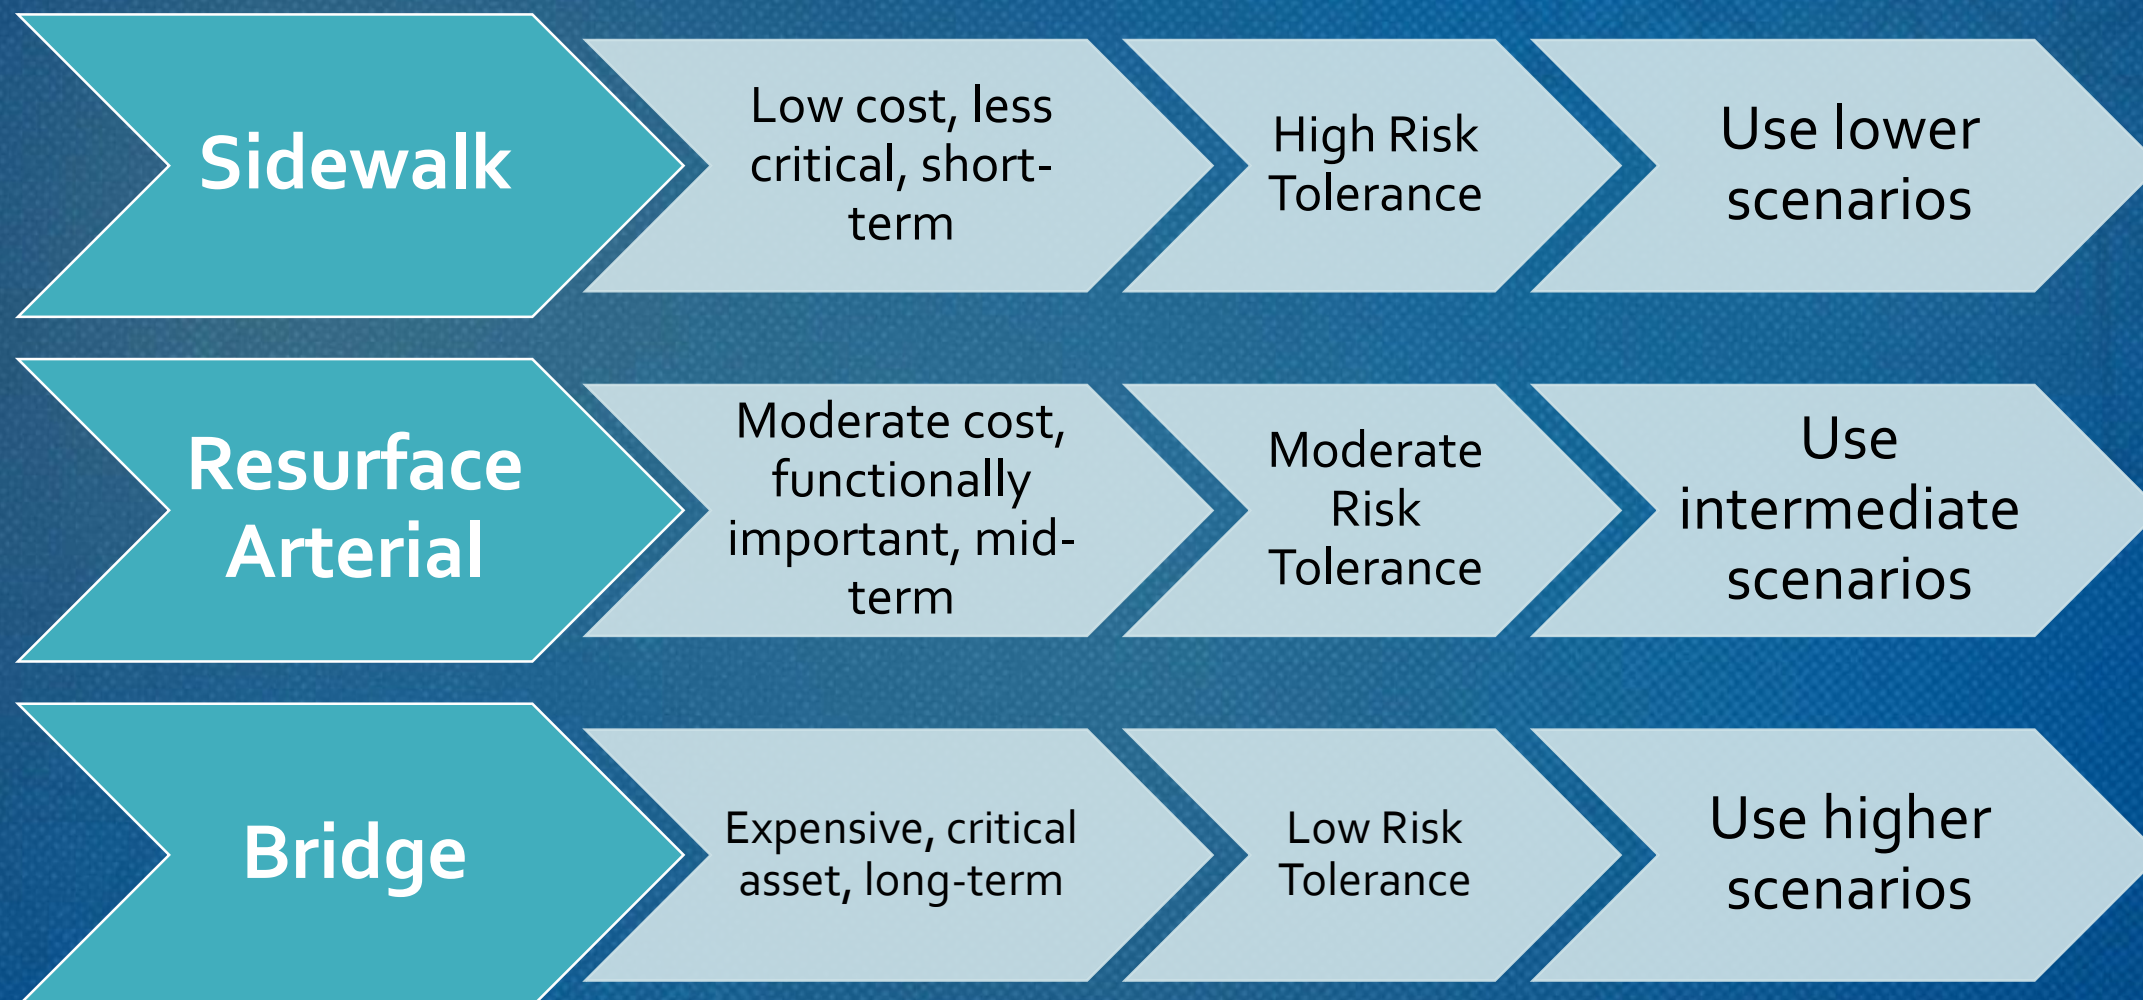 Sidewalk
Low cost, less
critical, short-
term
High Risk
Tolerance
Use lower
scenarios
Resurface
Arterial
Moderate cost,
functionally
important, mid-
term
Moderate
Risk
Tolerance
Use
intermediate
scenarios
Bridge
Expensive, critical
asset, long-term
Low Risk
Tolerance
Use higher
scenarios